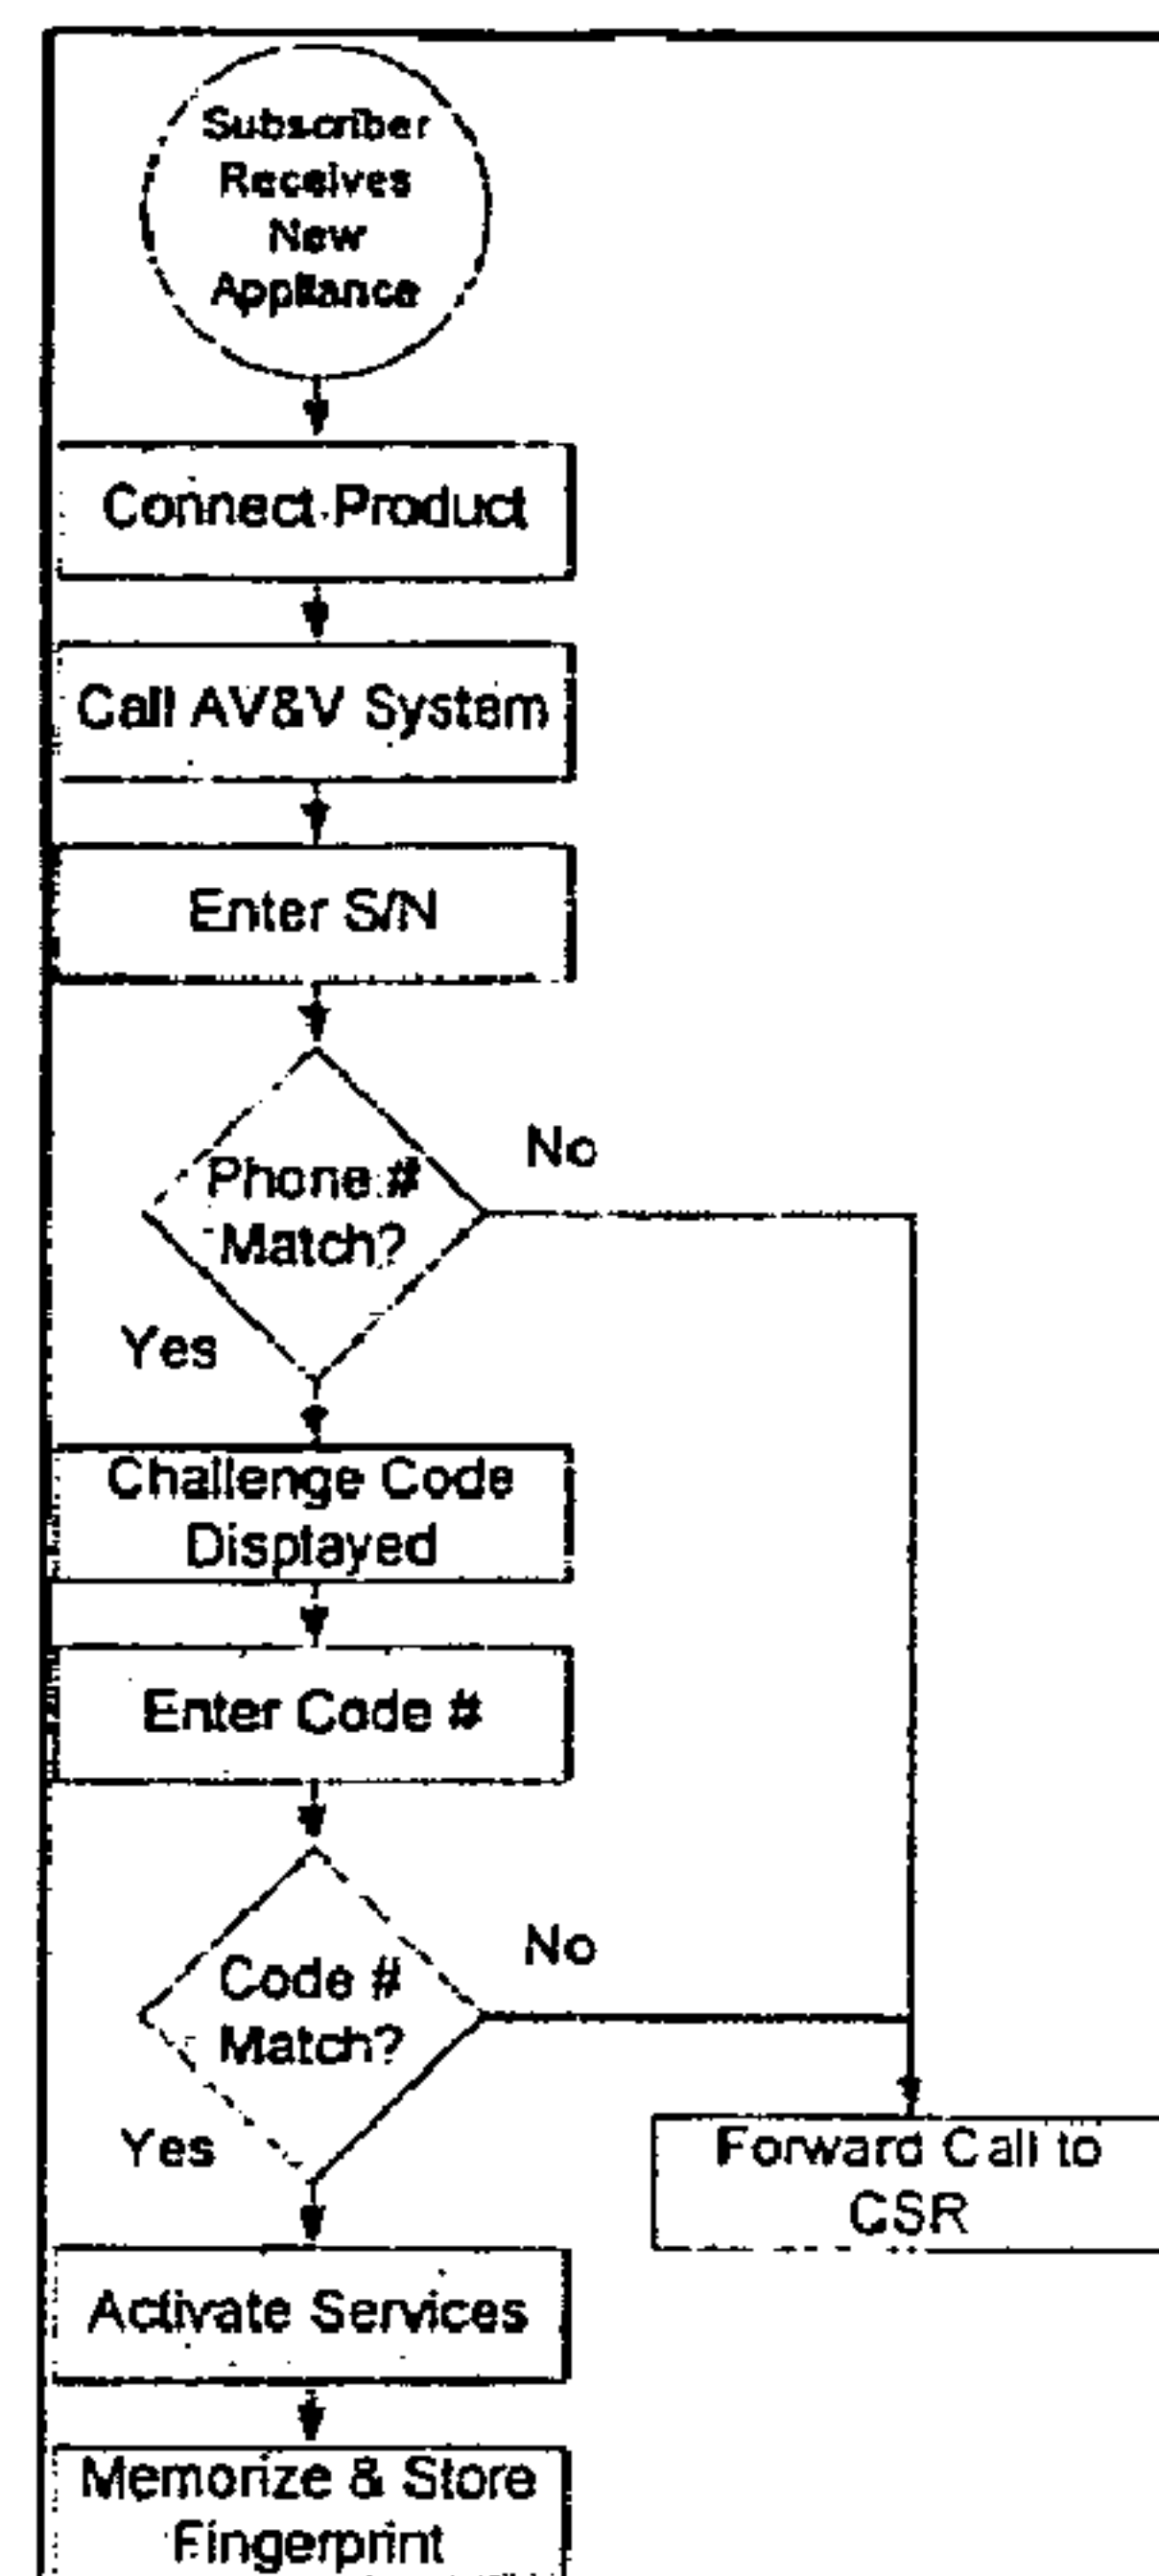 Subscriber
Receives
New
Appliance
Connect Product
Call AV&V System
Enter S/N
Phone #
Match?
No
Yes
Challenge Code
Displayed
Enter Code #
Code #
Match?
No
Yes
Forward Call to
CSR
Activate Services
Memorize & Store
Fingerprint